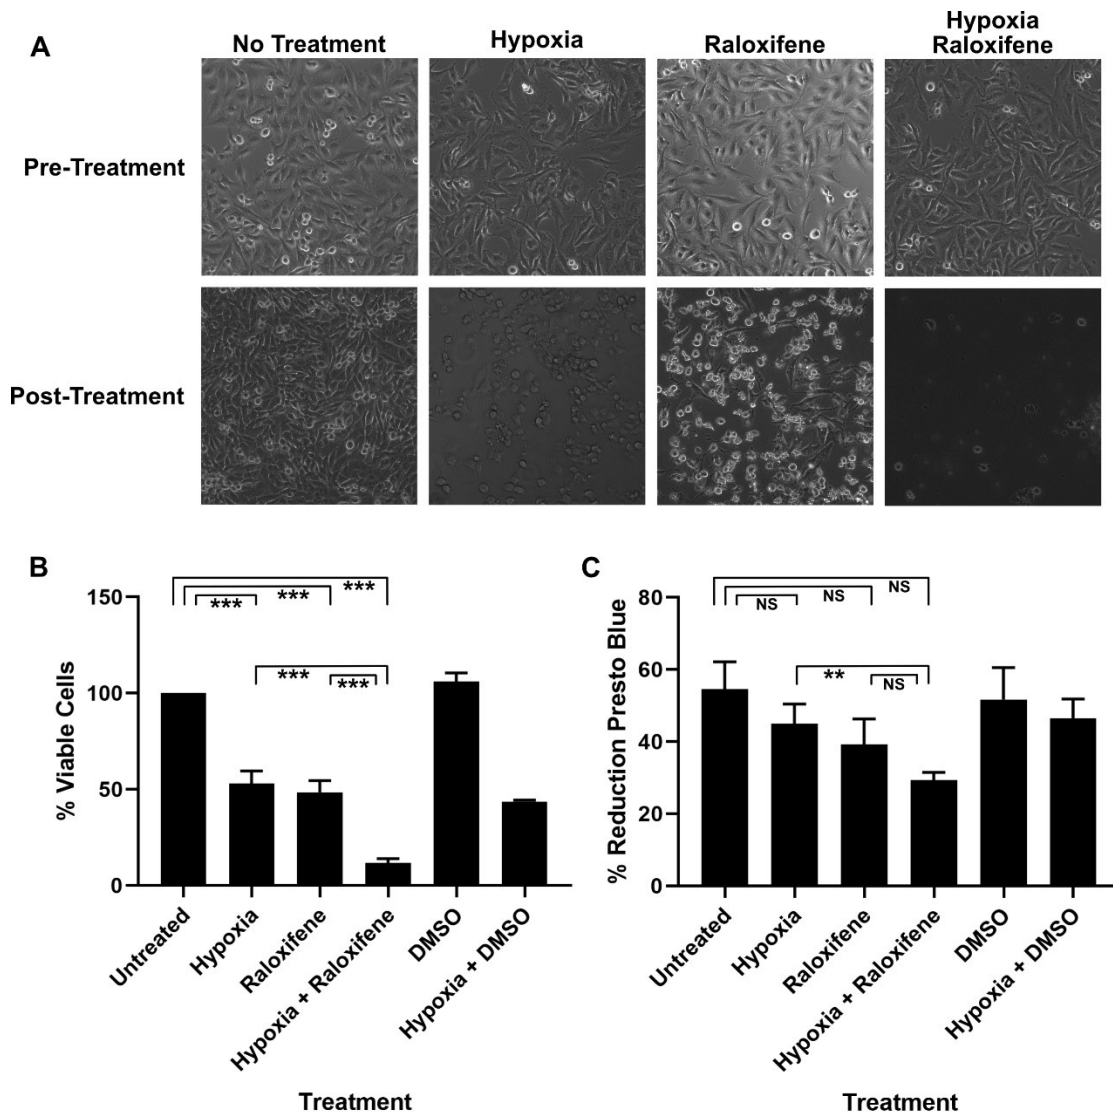 A
No Treatment
Hypoxia
Raloxifene
Hypoxia
Raloxifene
Pre-Treatment
Post-Treatment
B
% Viable Cells
150
100
50
0
***
***
***
***
***
Untreated
Hypoxia
Raloxifene
Hypoxia + Raloxifene
DMSO
Hypoxia + DMSO
Treatment
C
% Reduction Presto Blue
80
60
40
20
0
NS
NS
NS
**
NS
Untreated
Hypoxia
Raloxifene
Hypoxia + Raloxifene
DMSO
Hypoxia + DMSO
Treatment